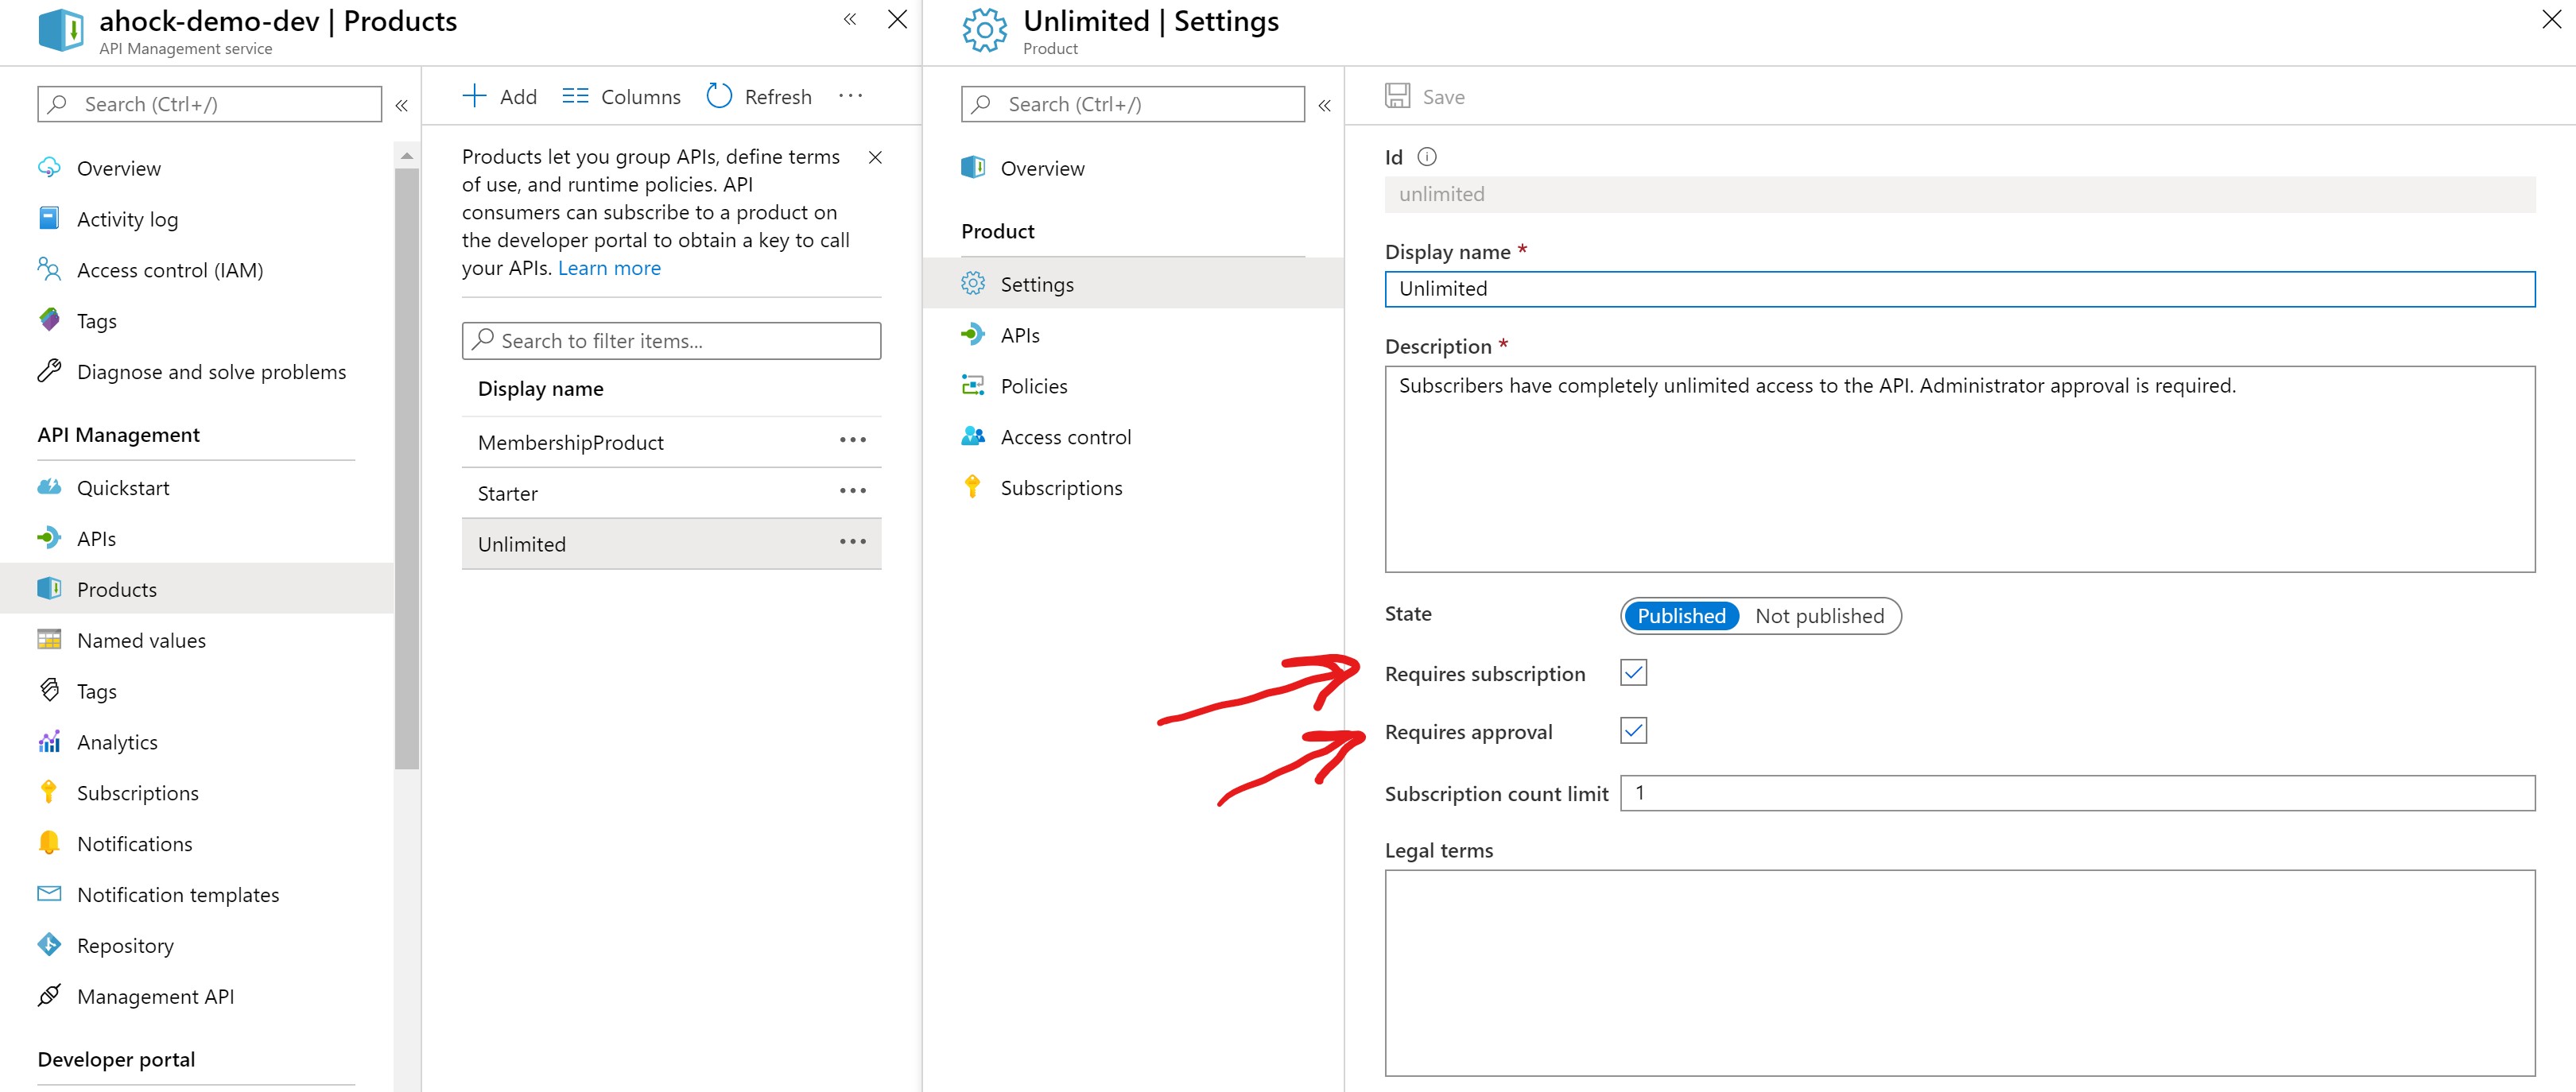 ahock-demo-dev | Products
API Management service
Search (Ctrl+/)
Overview
Activity log
Access control (IAM)
Tags
Diagnose and solve problems
API Management
Quickstart
APIs
Products
Named values
Tags
Analytics
Subscriptions
Notifications
Notification templates
Repository
Management API
Developer portal
Add
Columns
Refresh
Products let you group APIs, define terms
of use, and runtime policies. API
consumers can subscribe to a product on
the developer portal to obtain a key to call
your APIs. Learn more
Search to filter items...
Display name
MembershipProduct
Starter
Unlimited
Unlimited | Settings
Product
Search (Ctrl+/)
Overview
Product
Settings
APIs
Policies
Access control
Subscriptions
Save
Id
unlimited
Display name *
Unlimited
Description *
Subscribers have completely unlimited access to the API. Administrator approval is required.
State Published Not published
Requires subscription
Requires approval
Subscription count limit 1
Legal terms